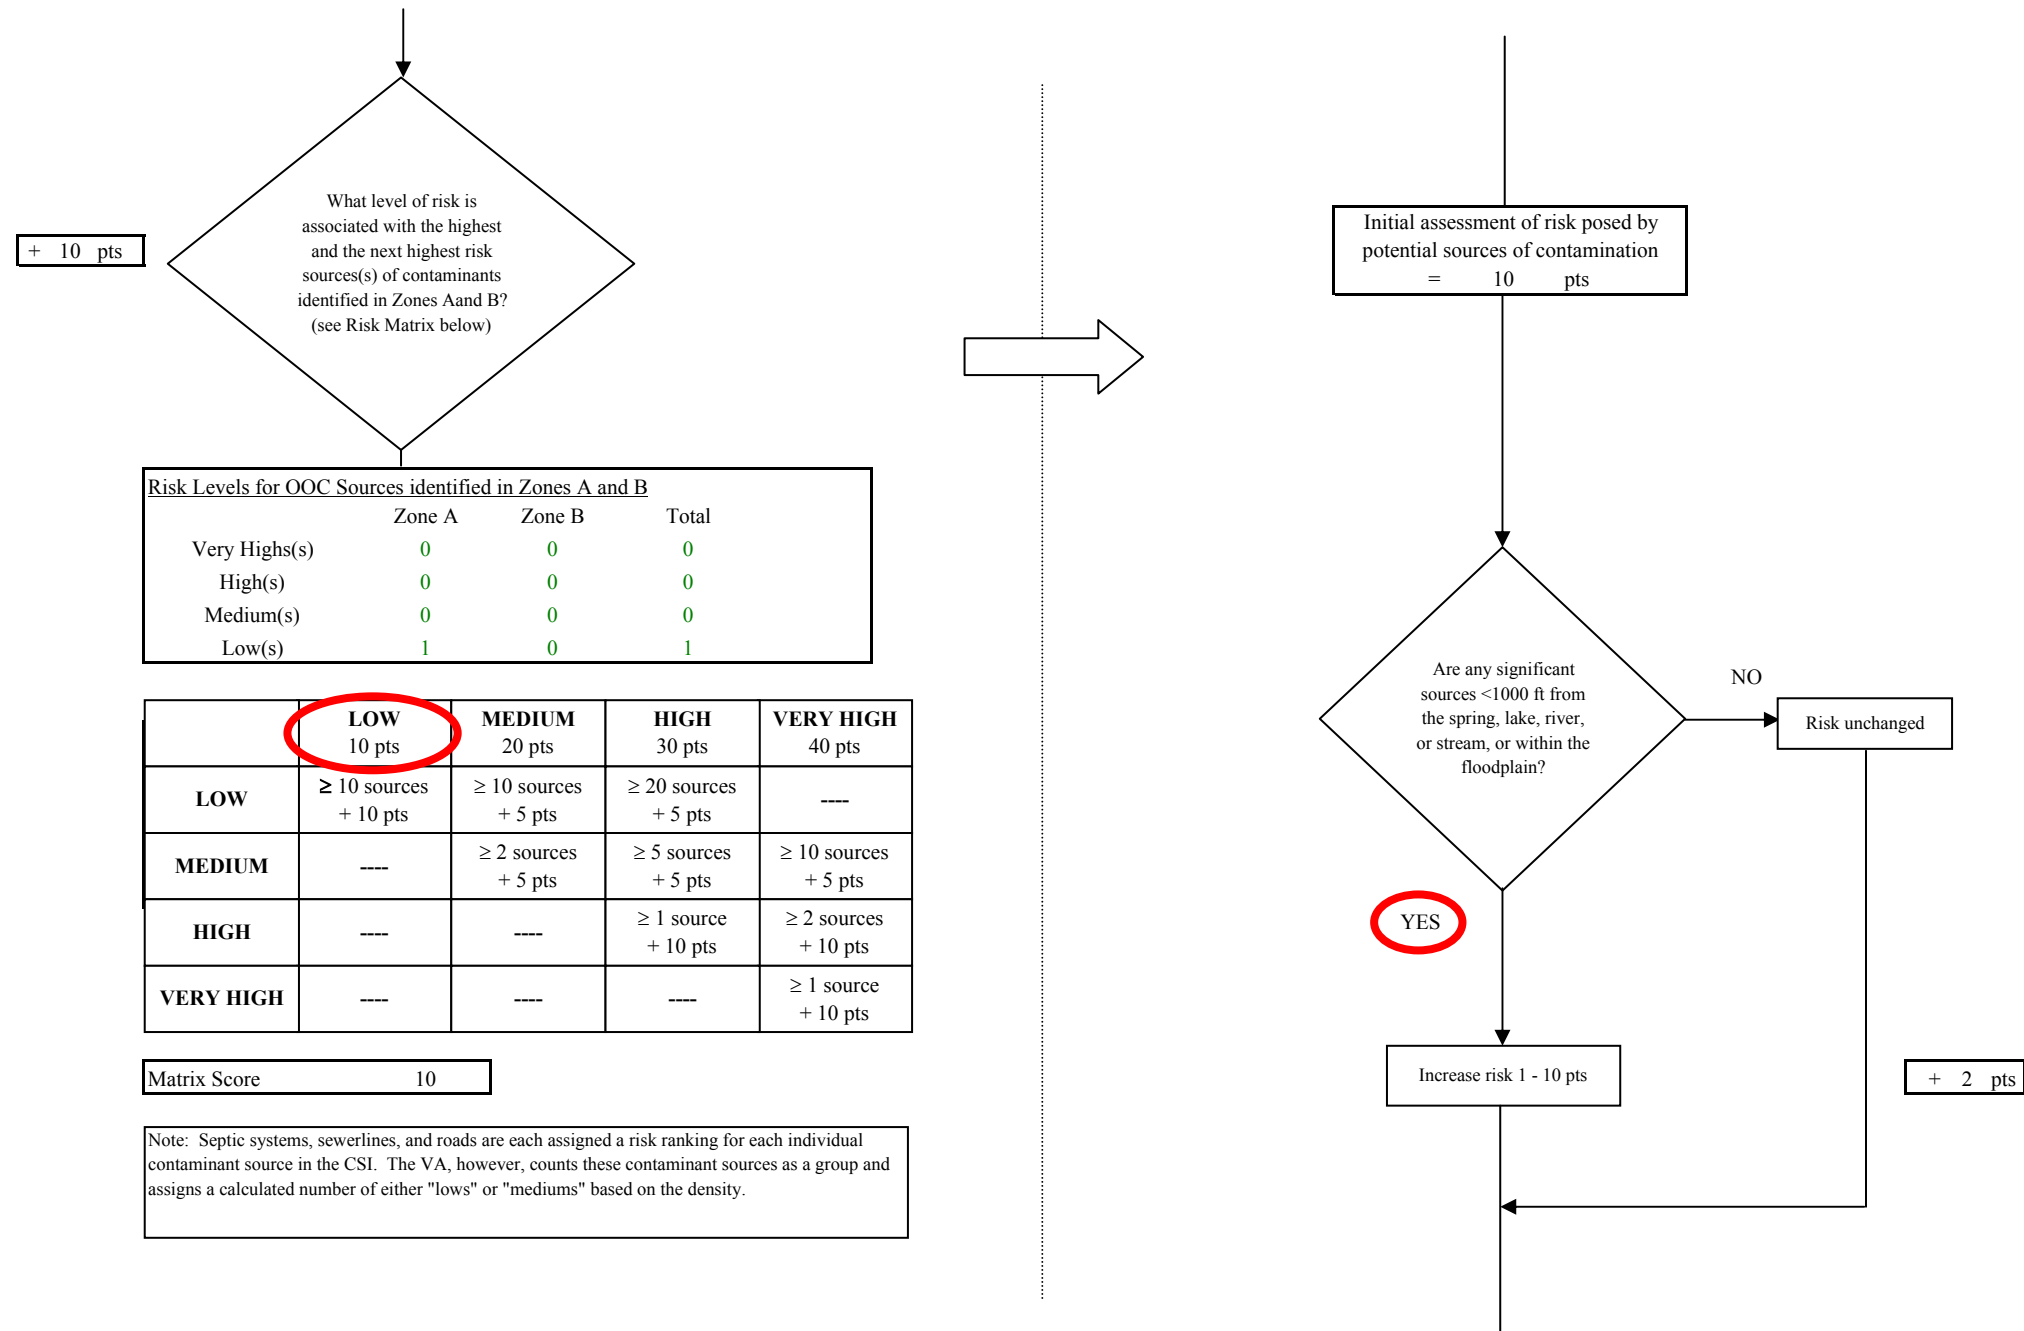 What level of risk is
associated with the highest
and the next highest risk
sources(s) of contaminants
identified in Zones Aand B?
(see Risk Matrix below)
+ 10 pts
Risk Levels for OOC Sources identified in Zones A and B
Zone A Zone B Total
Very Highs(s) 0 0 0
High(s) 0 0 0
Medium(s) 0 0 0
Low(s) 1 0 1
LOW MEDIUM HIGH VERY HIGH
10 pts 20 pts 30 pts 40 pts
LOW ≥ 10 sources ≥ 10 sources ≥ 20 sources ----
+ 10 pts + 5 pts + 5 pts
MEDIUM ---- ≥ 2 sources ≥ 5 sources ≥ 10 sources
+ 5 pts + 5 pts + 5 pts
HIGH ---- ---- ≥ 1 source ≥ 2 sources
+ 10 pts + 10 pts
VERY HIGH ---- ---- ---- ≥ 1 source
+ 10 pts
Matrix Score 10
Note: Septic systems, sewerlines, and roads are each assigned a risk ranking for each individual
contaminant source in the CSI. The VA, however, counts these contaminant sources as a group and
assigns a calculated number of either "lows" or "mediums" based on the density.
Initial assessment of risk posed by
potential sources of contamination
= 10 pts
Are any significant
sources <1000 ft from
the spring, lake, river,
or stream, or within the
floodplain?
NO
Risk unchanged
YES
Increase risk 1 - 10 pts
+ 2 pts